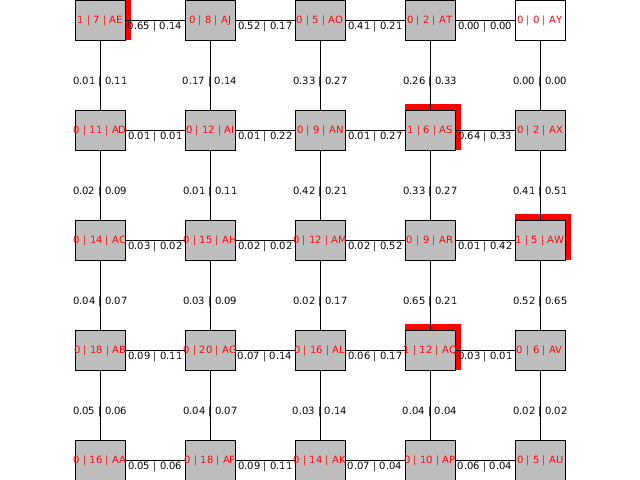 1 | 7 | AE 0.65 | 0.14 0 | 8 | AJ 0.52 | 0.17 0 | 5 | AO 0.41 | 0.21 0 | 2 | AT 0.00 | 0.00 0 | 0 | AY
0.01 | 0.11 0.17 | 0.14 0.33 | 0.27 0.26 | 0.33 0.00 | 0.00
0 | 11 | AD 0.01 | 0.01 0 | 12 | AI 0.01 | 0.22 0 | 9 | AN 0.01 | 0.27 1 | 6 | AS 0.64 | 0.33 0 | 2 | AX
0.02 | 0.09 0.01 | 0.11 0.42 | 0.21 0.33 | 0.27 0.41 | 0.51
0 | 14 | AC 0.03 | 0.02 0 | 15 | AH 0.02 | 0.02 0 | 12 | AM 0.02 | 0.52 0 | 9 | AR 0.01 | 0.42 1 | 5 | AW
0.04 | 0.07 0.03 | 0.09 0.02 | 0.17 0.65 | 0.21 0.52 | 0.65
0 | 18 | AB 0.09 | 0.11 0 | 20 | AG 0.07 | 0.14 0 | 16 | AL 0.06 | 0.17 1 | 12 | AQ 0.03 | 0.01 0 | 6 | AV
0.05 | 0.06 0.04 | 0.07 0.03 | 0.14 0.04 | 0.04 0.02 | 0.02
0 | 16 | AA 0.05 | 0.06 0 | 18 | AF 0.09 | 0.11 0 | 14 | AK 0.07 | 0.04 0 | 10 | AP 0.06 | 0.04 0 | 5 | AU